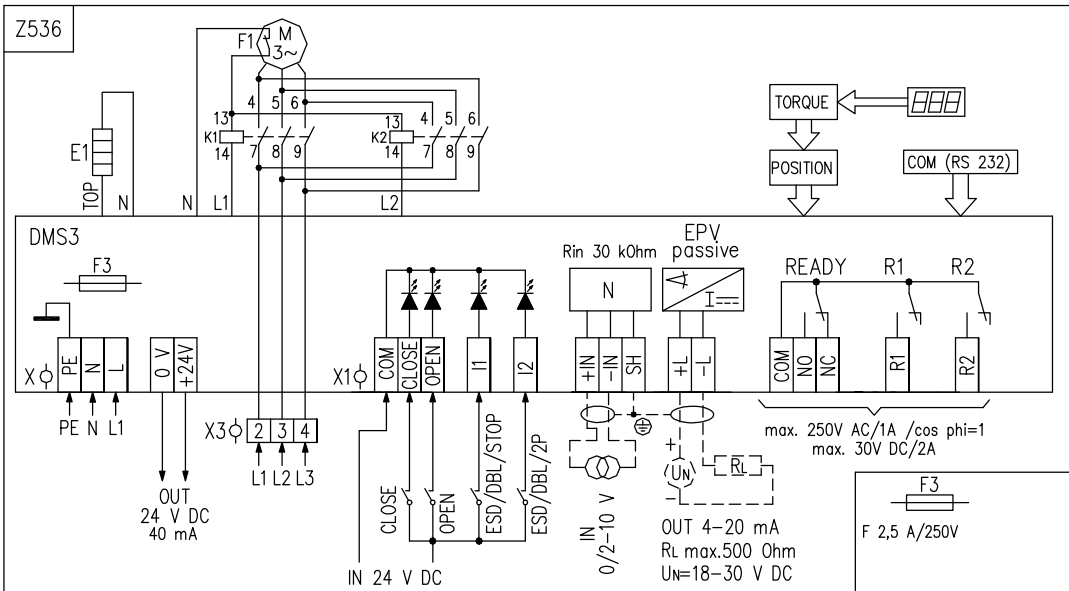 Z536
F1
M
3~
4 5 6
13
K1
14
7 8 9
13
K2
14
4 5 6
7 8 9
E1
TOP
N
N
L1
L2
TORQUE
POSITION
COM (RS 232)
DMS3
F3
Rin 30 kOhm
N
EPV
passive
I
READY R1 R2
X
PE
N
L
0 V
+24V
X1
COM
CLOSE
OPEN
I1
I2
+IN
-IN
SH
+L
-L
COM
NO
NC
R1
R2
PE N L1
X3
2 3 4
L1 L2 L3
OUT
24 V DC
40 mA
CLOSE
OPEN
ESD/DBL/STOP
ESD/DBL/2P
IN 24 V DC
IN
0/2-10 V
+
UN
-
RL
OUT 4-20 mA
RL max.500 Ohm
UN=18-30 V DC
max. 250V AC/1A /cos phi=1
max. 30V DC/2A
F3
F 2,5 A/250V